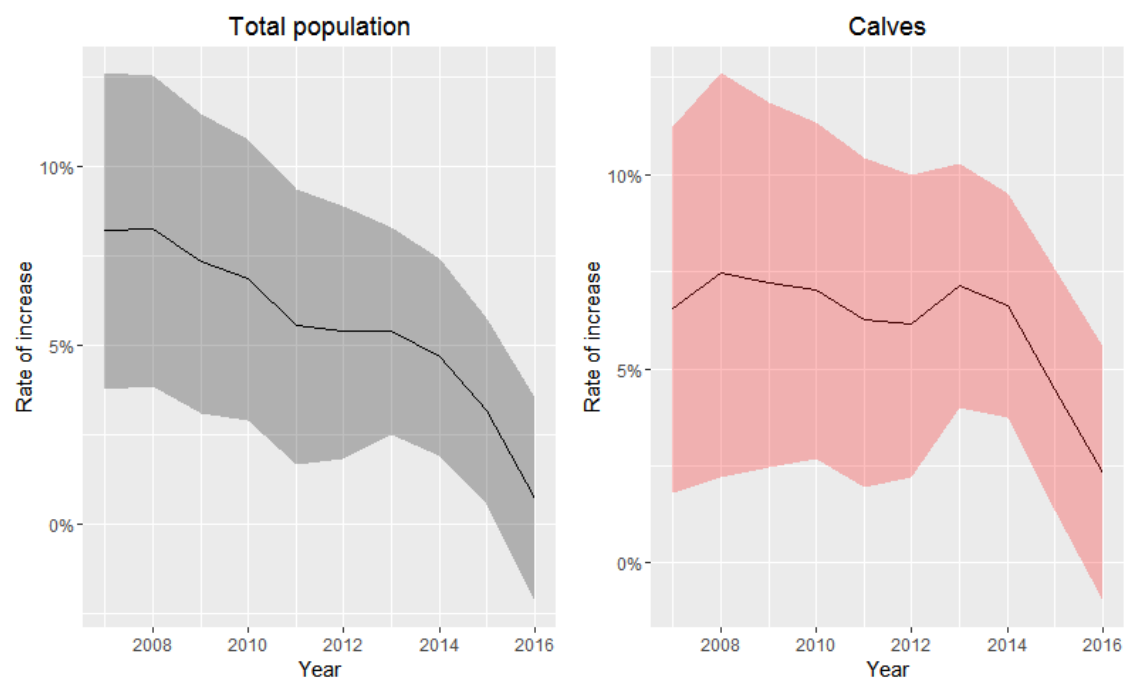 Total population
Rate of increase
10%
5%
0%
2008 2010 2012 2014 2016
Year
Calves
Rate of increase
10%
5%
0%
2008 2010 2012 2014 2016
Year